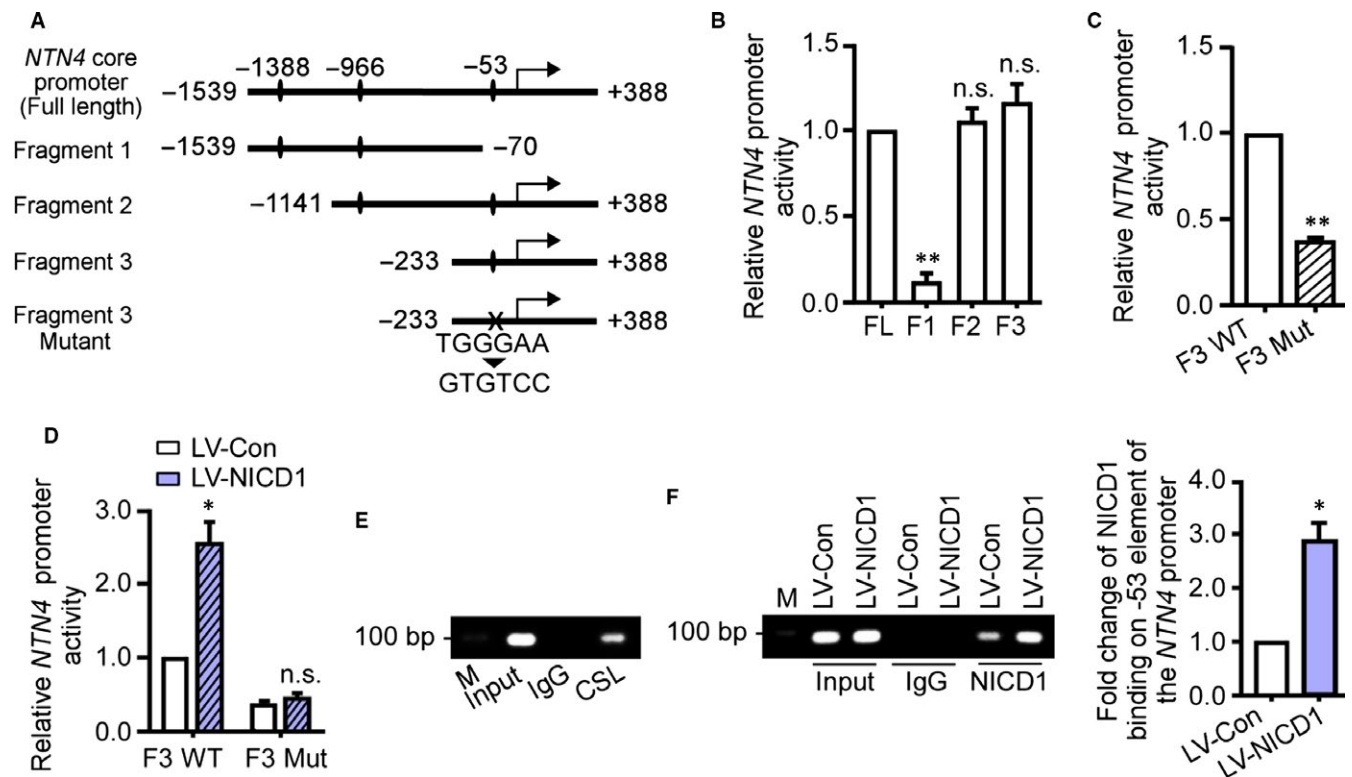 A
NTN4 core
promoter
(Full length)
−1388 −966 −53
−1539 +388
Fragment 1 −1539 −70
Fragment 2 −1141 +388
Fragment 3 −233 +388
Fragment 3
Mutant
−233 X +388
TGGGAA
GTGTCC
B
Relative NTN4 promoter
activity
1.5
1.0
0.5
0.0
**
n.s.
n.s.
FL F1 F2 F3
C
Relative NTN4 promoter
activity
1.5
1.0
0.5
0.0
**
F3 WT
F3 Mut
D
LV-Con
LV-NICD1
Relative NTN4 promoter
activity
3.0
2.0
1.0
0.0
*
n.s.
F3 WT F3 Mut
E
100 bp
M
Input
IgG
CSL
F
M
LV-Con
LV-NICD1
LV-Con
LV-NICD1
LV-Con
LV-NICD1
100 bp
Input IgG NICD1
Fold change of NICD1
binding on -53 element of
the NTN4 promoter
4.0
3.0
2.0
1.0
0.0
*
LV-Con
LV-NICD1